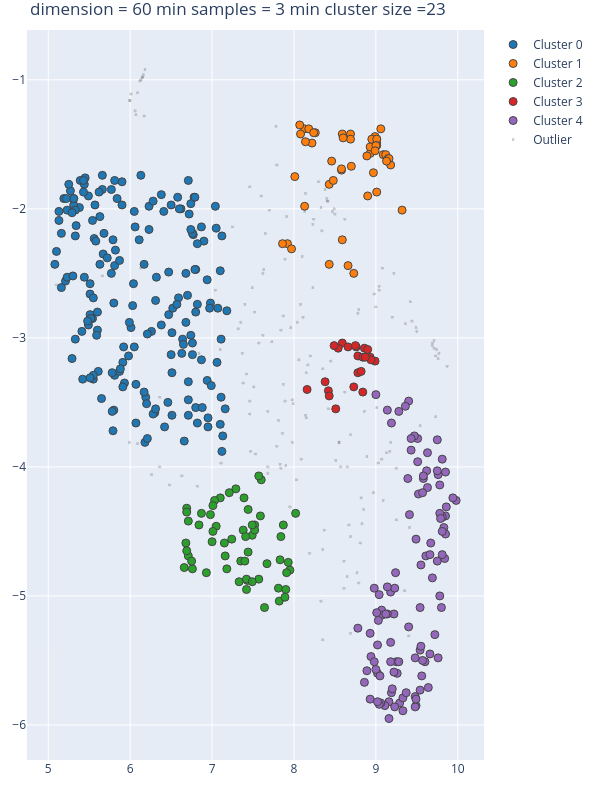 dimension = 60 min samples = 3 min cluster size =23
Cluster 0
Cluster 1
Cluster 2
Cluster 3
Cluster 4
Outlier
−1
−2
−3
−4
−5
−6
5 6 7 8 9 10